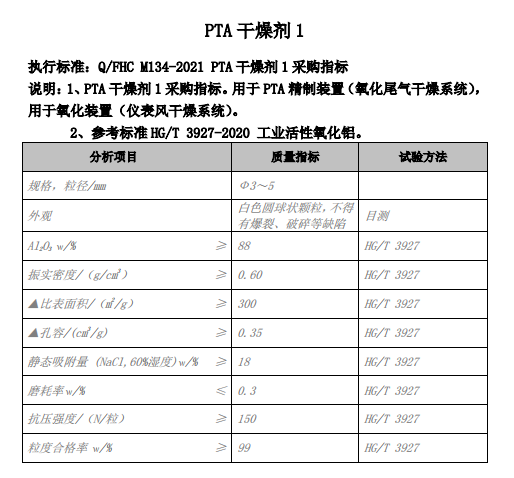 PTA 干燥剂 1
执行标准：Q/FHC M134-2021 PTA 干燥剂 1 采购指标
说明：1、PTA 干燥剂 1 采购指标。用于 PTA 精制装置（氧化尾气干燥系统），
用于氧化装置（仪表风干燥系统）。
2、参考标准 HG/T 3927-2020 工业活性氧化铝。
分析项目 质量指标 试验方法
规格，粒径/mm Φ3～5
外观 白色圆球状颗粒，不得 目测
有爆裂、破碎等缺陷
Al₂O₃ w/% ≥ 88 HG/T 3927
振实密度/（g/cm³） ≥ 0.60 HG/T 3927
▲比表面积/（㎡/g） ≥ 300 HG/T 3927
▲孔容/(cm³/g) ≥ 0.35 HG/T 3927
静态吸附量 (NaCl,60%湿度)w/% ≥ 18 HG/T 3927
磨耗率 w/% ≤ 0.3 HG/T 3927
抗压强度/（N/粒） ≥ 150 HG/T 3927
粒度合格率 w/% ≥ 99 HG/T 3927